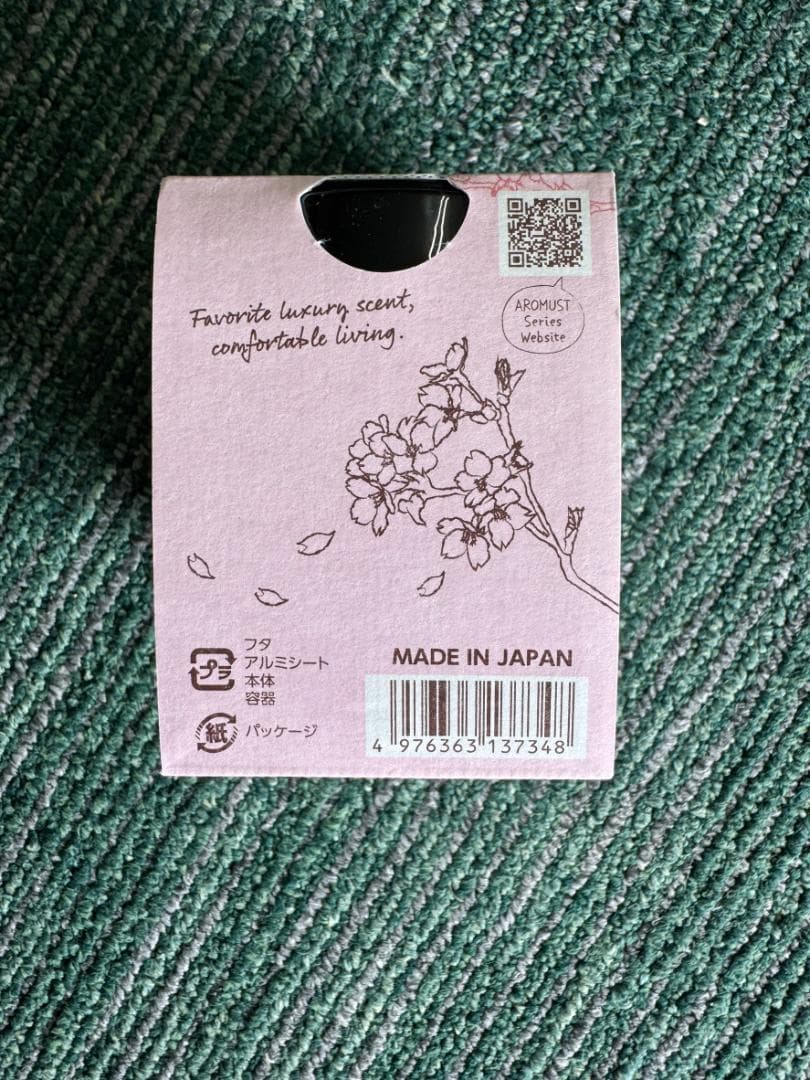 Favorite luxury scent,
comfortable living.
AROMUST
Series
Website
プラ
フタ
アルミシート
本体
容器
紙
パッケージ
MADE IN JAPAN
4 976363 137348